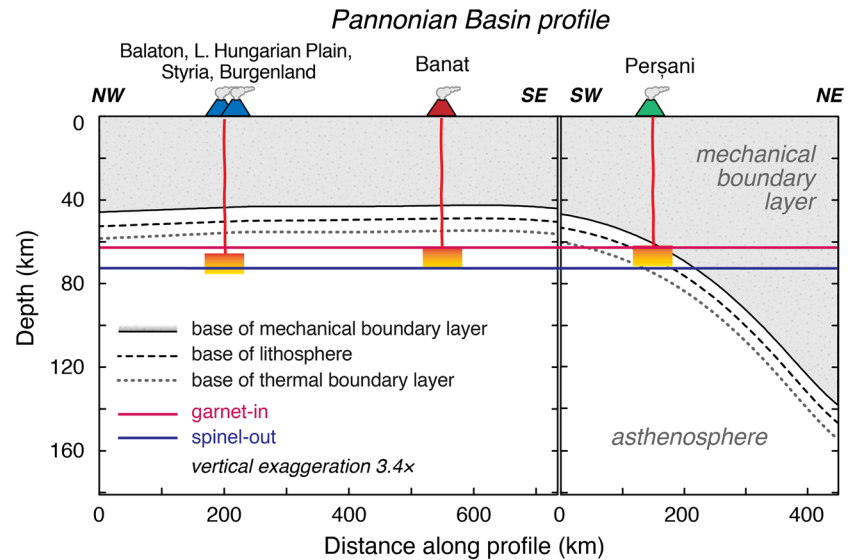 Pannonian Basin profile
Balaton, L. Hungarian Plain,
Styria, Burgenland
Banat
Perșani
NW
SE
SW
NE
0
40
80
120
160
Depth (km)
mechanical
boundary
layer
base of mechanical boundary layer
base of lithosphere
base of thermal boundary layer
garnet-in
spinel-out
vertical exaggeration 3.4×
asthenosphere
0
200
400
600
0
200
400
Distance along profile (km)